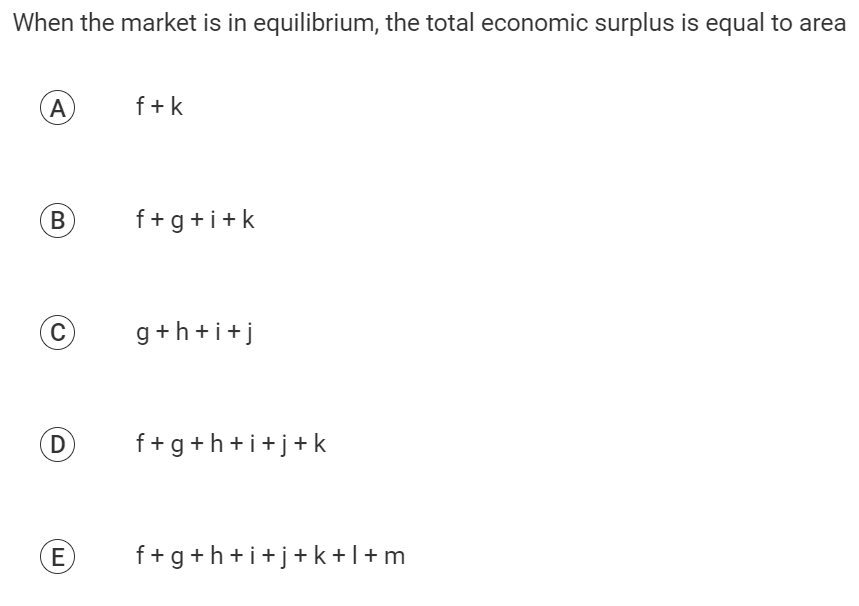 When the market is in equilibrium, the total economic surplus is equal to area
A f + k
B f + g + i + k
C g + h + i + j
D f + g + h + i + j + k
E f + g + h + i + j + k + l + m